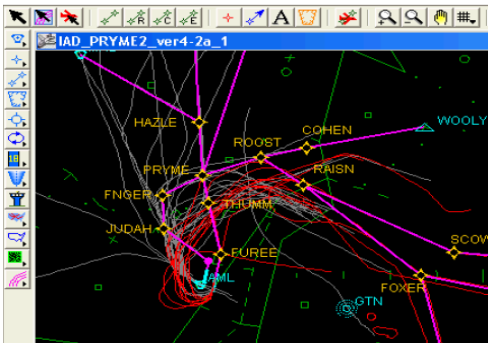 R C E A
IAD_PRYME2_ver4-2a_1
HAZLE
COHEN
WOOLY
ROOST
PRYME
RAISN
FNGER
THUMM
JUDAH
FUREE
SCOW
AML
FOXER
GTN